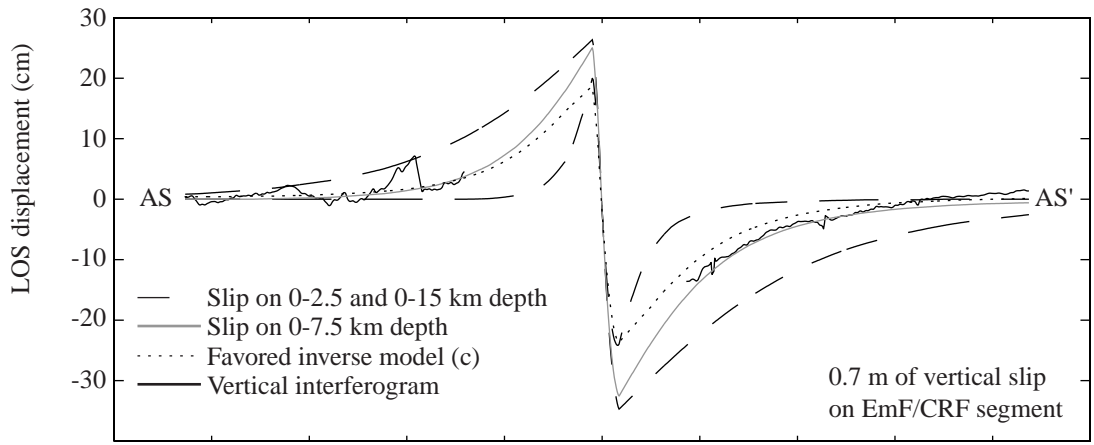 LOS displacement (cm)
30
20
10
0
-10
-20
-30
AS
AS'
Slip on 0-2.5 and 0-15 km depth
Slip on 0-7.5 km depth
Favored inverse model (c)
Vertical interferogram
0.7 m of vertical slip
on EmF/CRF segment